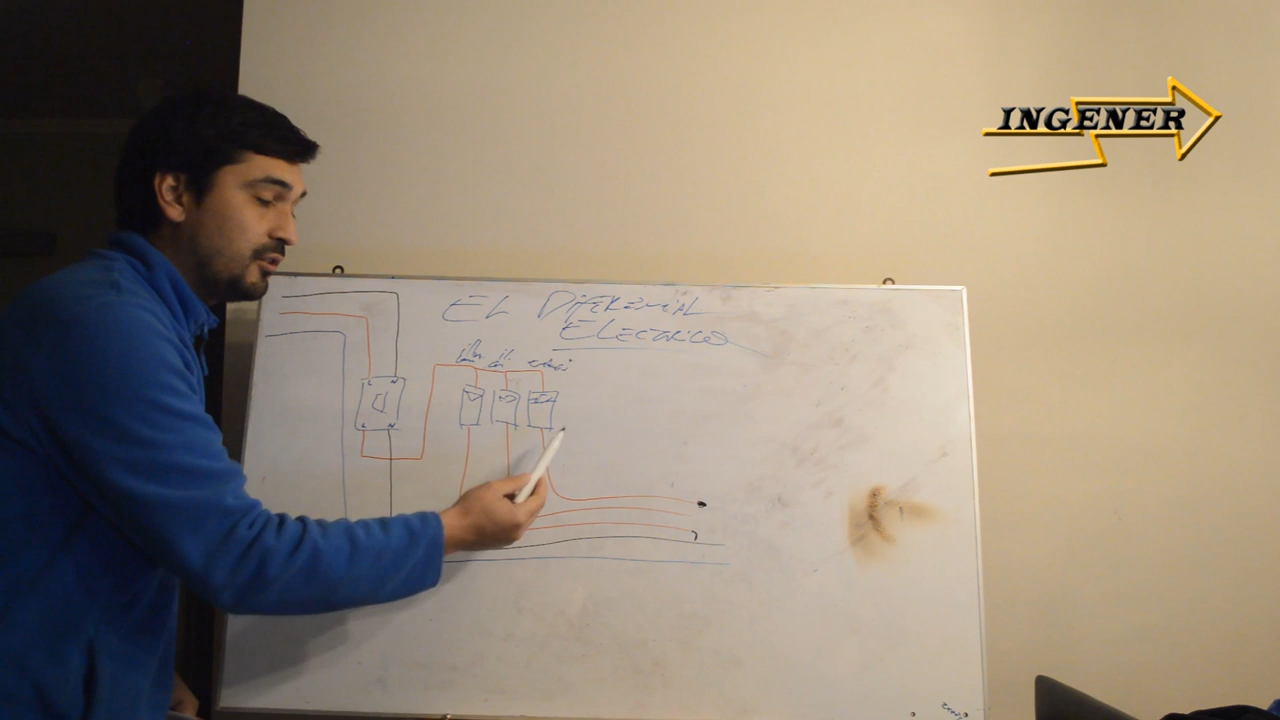 INGENER
EL DIFERENCIAL
ELECTRICO
L N
L N